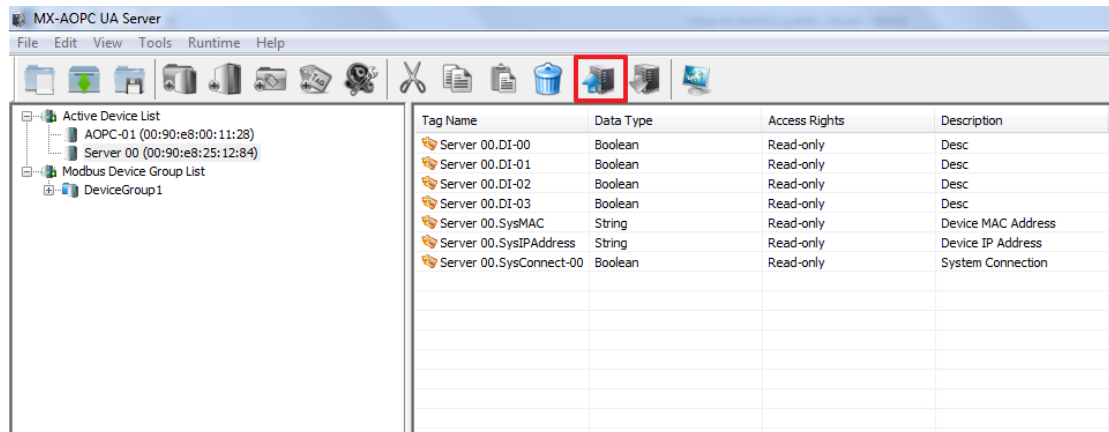 MX-AOPC UA Server
File Edit View Tools Runtime Help
TAG
Active Device List
AOPC-01 (00:90:e8:00:11:28)
Server 00 (00:90:e8:25:12:84)
Modbus Device Group List
DeviceGroup1
Tag Name Data Type Access Rights Description
Server 00.DI-00 Boolean Read-only Desc
Server 00.DI-01 Boolean Read-only Desc
Server 00.DI-02 Boolean Read-only Desc
Server 00.DI-03 Boolean Read-only Desc
Server 00.SysMAC String Read-only Device MAC Address
Server 00.SysIPAddress String Read-only Device IP Address
Server 00.SysConnect-00 Boolean Read-only System Connection